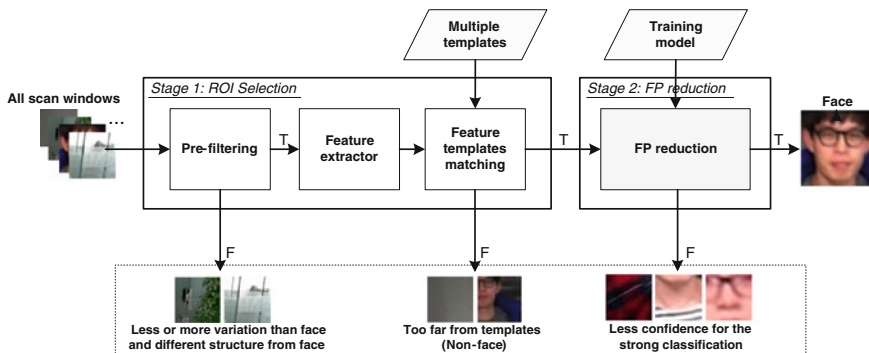 Multiple
templates
Training
model
Stage 1: ROI Selection
Stage 2: FP reduction
All scan windows
...
Face
Pre-filtering
T
Feature
extractor
Feature
templates
matching
T
FP reduction
T
F
F
F
Less or more variation than face
and different structure from face
Too far from templates
(Non-face)
Less confidence for the
strong classification